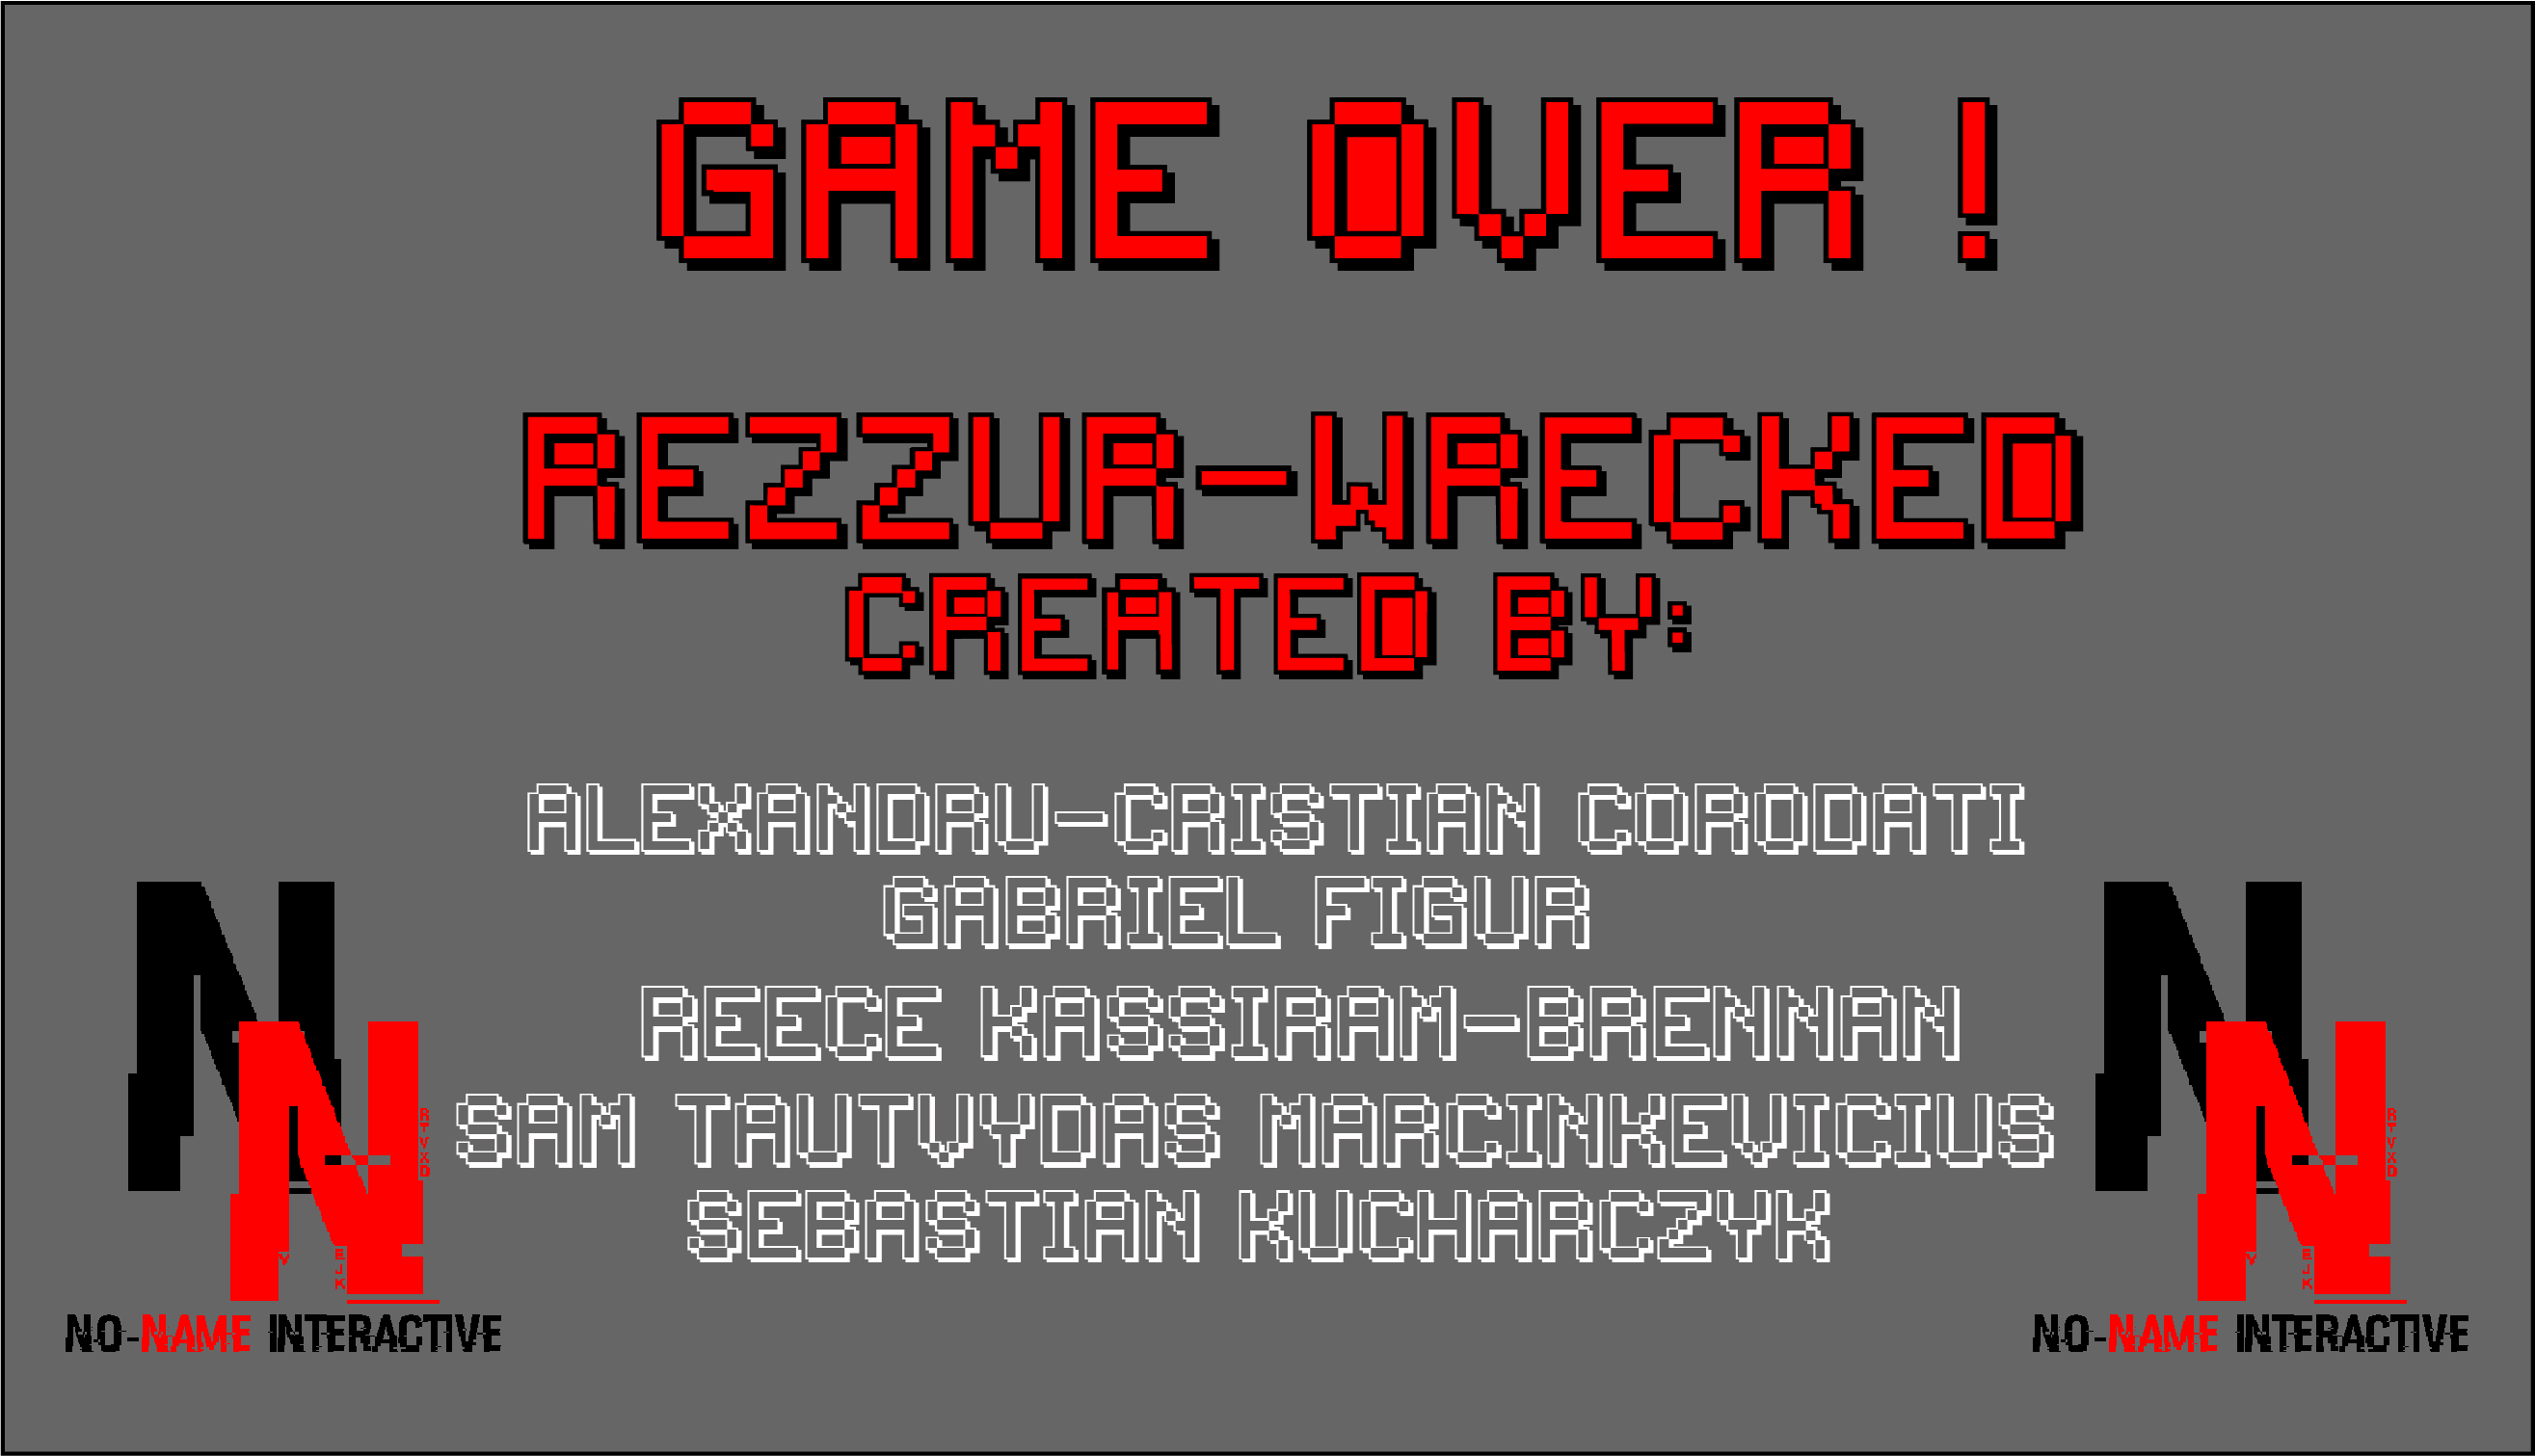 GAME OVER !
REZZUR-WRECKED
CREATED BY:
ALEXANDRU-CRISTIAN CORODATI
GABRIEL FIGUR
REECE KASSIRAM-BRENNAN
SAM TAUTVYDAS MARCINKEVICIUS
SEBASTIAN KUCHARCZYK
NO-NAME INTERACTIVE
NO-NAME INTERACTIVE